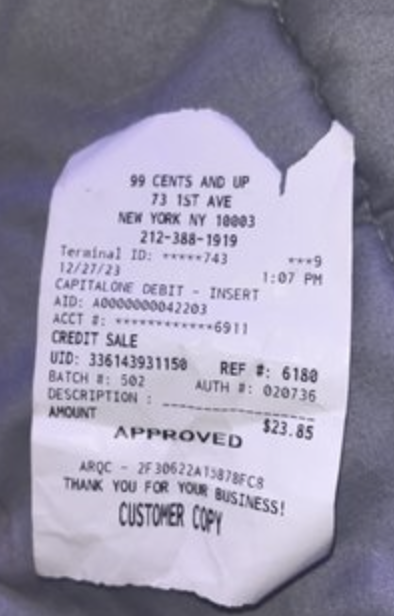 99 CENTS AND UP
73 1ST AVE
NEW YORK NY 10003
212-388-1919
Terminal ID: *****743 ***9
12/27/23 1:07 PM
CAPITALONE DEBIT - INSERT
AID: A0000000042203
ACCT #: ************6911
CREDIT SALE
UID: 336143931150 REF #: 6180
BATCH #: 502 AUTH #: 020736
DESCRIPTION :
AMOUNT $23.85
APPROVED
ARQC -
THANK YOU FOR YOUR BUSINESS!
CUSTOMER COPY